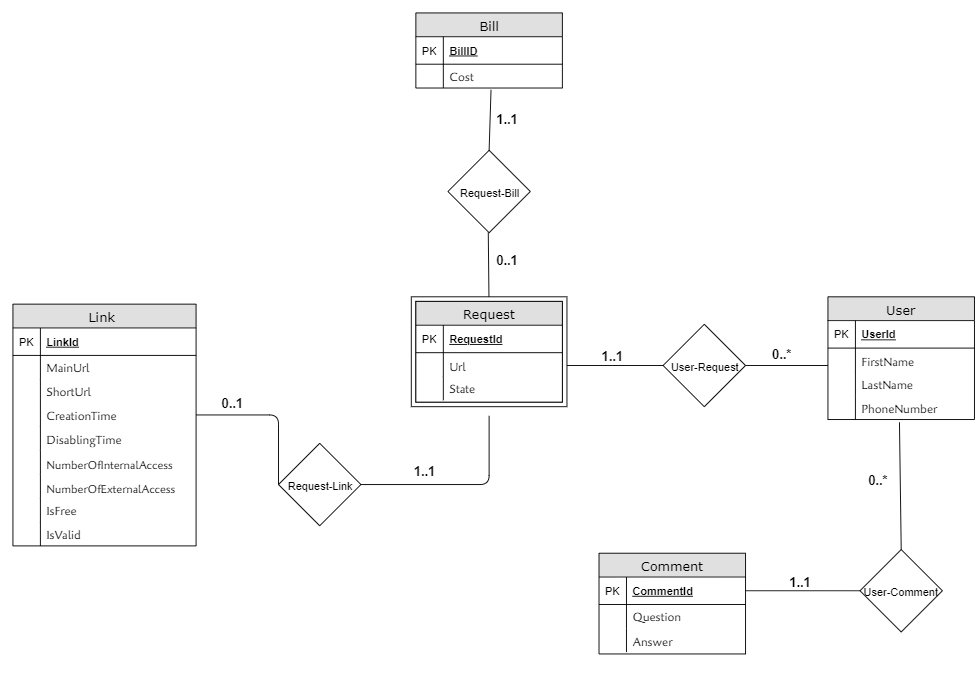 Bill
PK BillID
Cost
1..1
Request-Bill
0..1
Link
PK LinkId
MainUrl
ShortUrl
CreationTime
DisablingTime
NumberOfInternalAccess
NumberOfExternalAccess
IsFree
IsValid
Request
PK RequestId
Url
State
1..1
User-Request
0..*
User
PK UserId
FirstName
LastName
PhoneNumber
0..1
Request-Link
1..1
0..*
Comment
PK CommentId
Question
Answer
1..1
User-Comment